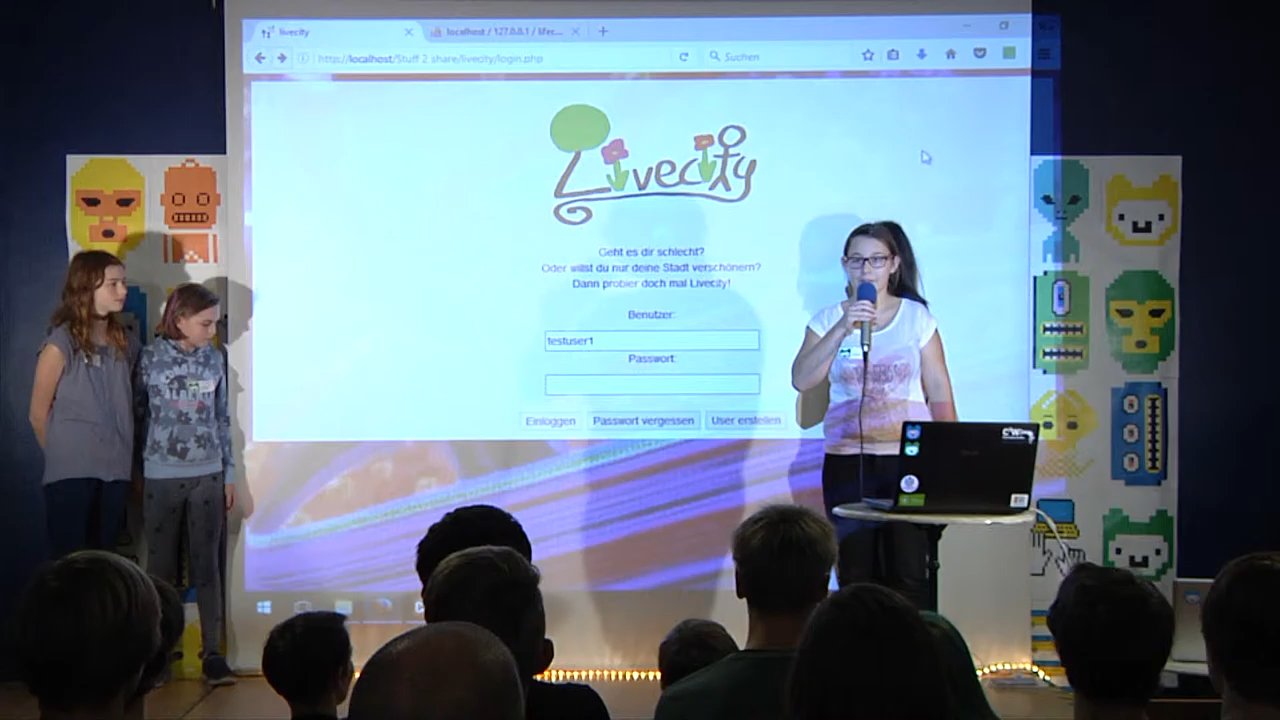 livecity
localhost / 127.0.0.1 / lifec...
http://localhost/Stuff 2 share/livecity/login.php
Suchen
Livecity
Geht es dir schlecht?
Oder willst du nur deine Stadt verschönern?
Dann probier doch mal Livecity!
Benutzer:
testuser1
Passwort:
Einloggen
Passwort vergessen
User erstellen